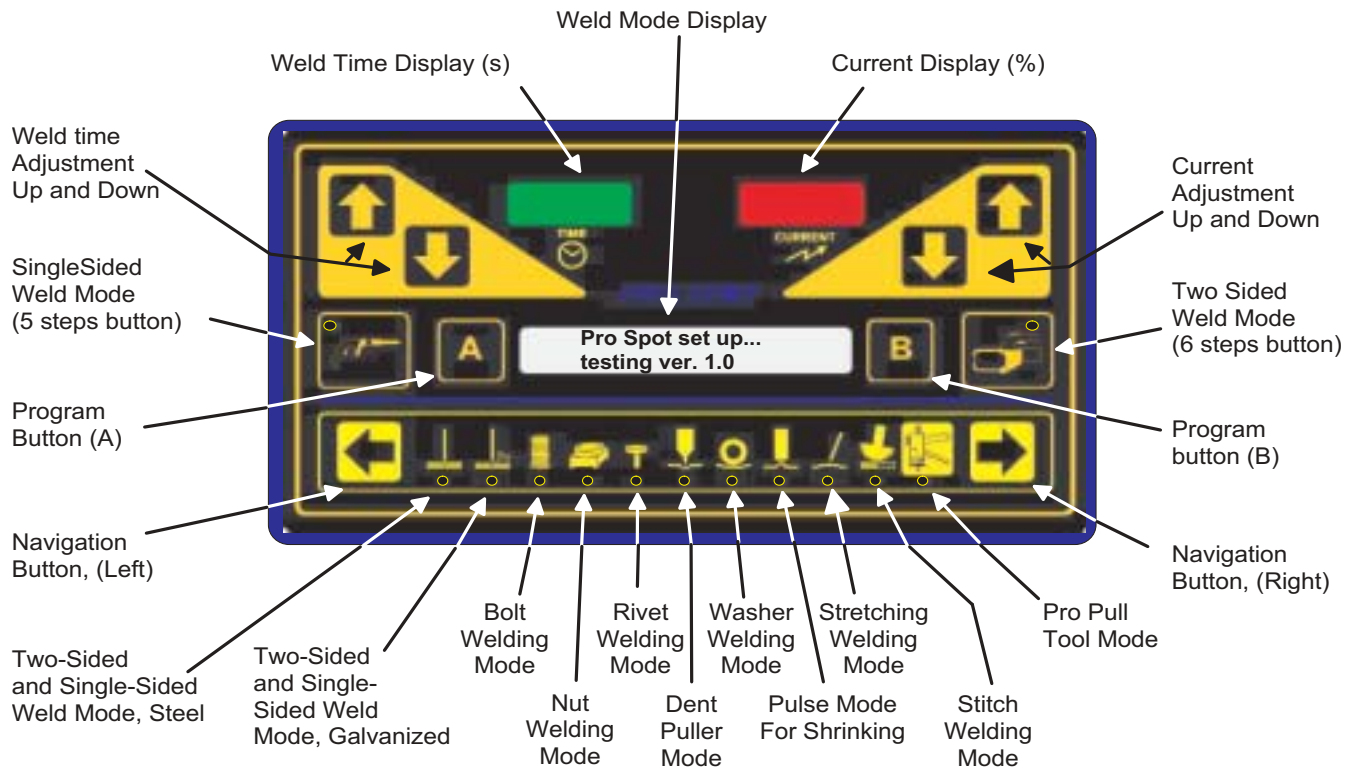 Weld Mode Display
Weld Time Display (s)
Current Display (%)
Weld time
Adjustment
Up and Down
Current
Adjustment
Up and Down
TIME
CURRENT
SingleSided
Weld Mode
(5 steps button)
Two Sided
Weld Mode
(6 steps button)
A
Pro Spot set up...
testing ver. 1.0
B
Program
Button (A)
Program
button (B)
Navigation
Button, (Left)
Navigation
Button, (Right)
Two-Sided
and Single-Sided
Weld Mode, Steel
Two-Sided
and Single-
Sided Weld
Mode, Galvanized
Bolt
Welding
Mode
Nut
Welding
Mode
Rivet
Welding
Mode
Dent
Puller
Mode
Washer
Welding
Mode
Pulse Mode
For Shrinking
Stretching
Welding
Mode
Stitch
Welding
Mode
Pro Pull
Tool Mode